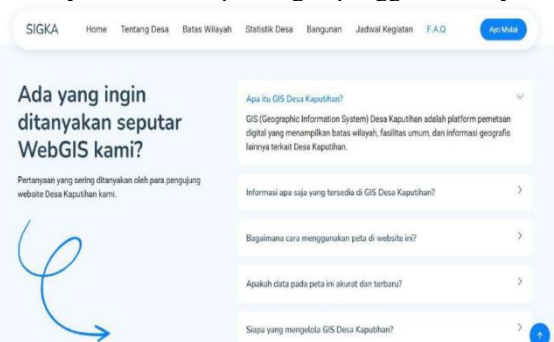 SIGKA Home Tentang Desa Batas Wilayah Statistik Desa Bangunan Jadwal Kegiatan F.A.Q Ayo Mulai
Ada yang ingin
ditanyakan seputar
WebGIS kami?
Pertanyaan yang sering ditanyakan oleh para pengujung
website Desa Kaputihan kami.
Apa itu GIS Desa Kaputihan?
GIS (Geographic Information System) Desa Kaputihan adalah platform pemetaan
digital yang menampilkan batas wilayah, fasilitas umum, dan informasi geografis
lainnya terkait Desa Kaputihan.
Informasi apa saja yang tersedia di GIS Desa Kaputihan?
Bagaimana cara menggunakan peta di website ini?
Apakah data pada peta ini akurat dan terbaru?
Siapa yang mengelola GIS Desa Kaputihan?